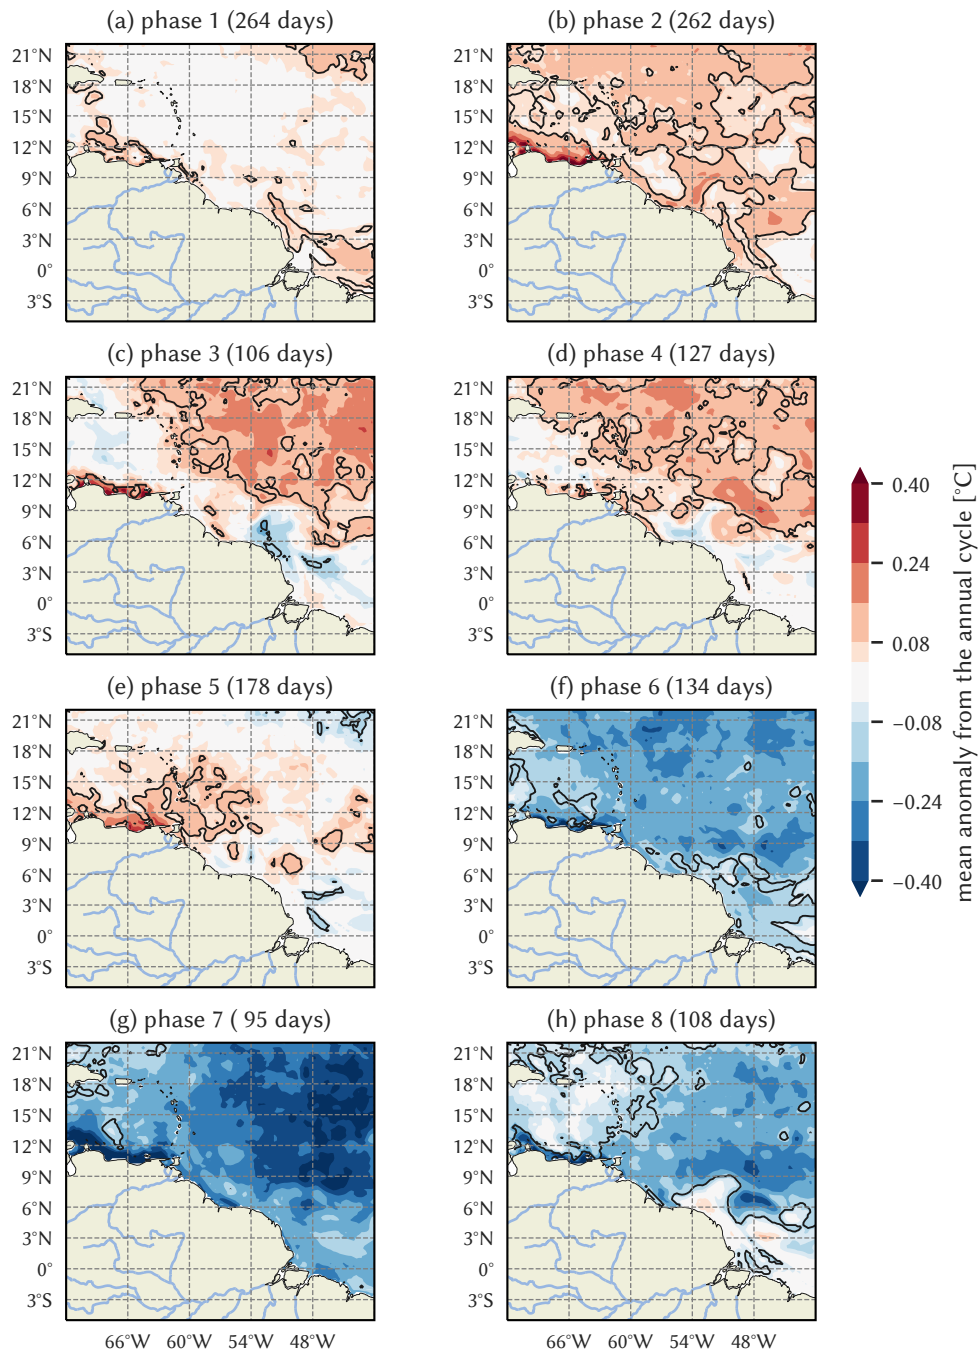 (a) phase 1 (264 days)
(b) phase 2 (262 days)
21°N
18°N
15°N
12°N
9°N
6°N
3°N
0°
3°S
21°N
18°N
15°N
12°N
9°N
6°N
3°N
0°
3°S
(c) phase 3 (106 days)
(d) phase 4 (127 days)
21°N
18°N
15°N
12°N
9°N
6°N
3°N
0°
3°S
21°N
18°N
15°N
12°N
9°N
6°N
3°N
0°
3°S
(e) phase 5 (178 days)
(f) phase 6 (134 days)
21°N
18°N
15°N
12°N
9°N
6°N
3°N
0°
3°S
21°N
18°N
15°N
12°N
9°N
6°N
3°N
0°
3°S
(g) phase 7 ( 95 days)
(h) phase 8 (108 days)
21°N
18°N
15°N
12°N
9°N
6°N
3°N
0°
3°S
21°N
18°N
15°N
12°N
9°N
6°N
3°N
0°
3°S
66°W 60°W 54°W 48°W
66°W 60°W 54°W 48°W
0.40
0.24
0.08
−0.08
−0.24
−0.40
mean anomaly from the annual cycle [°C]